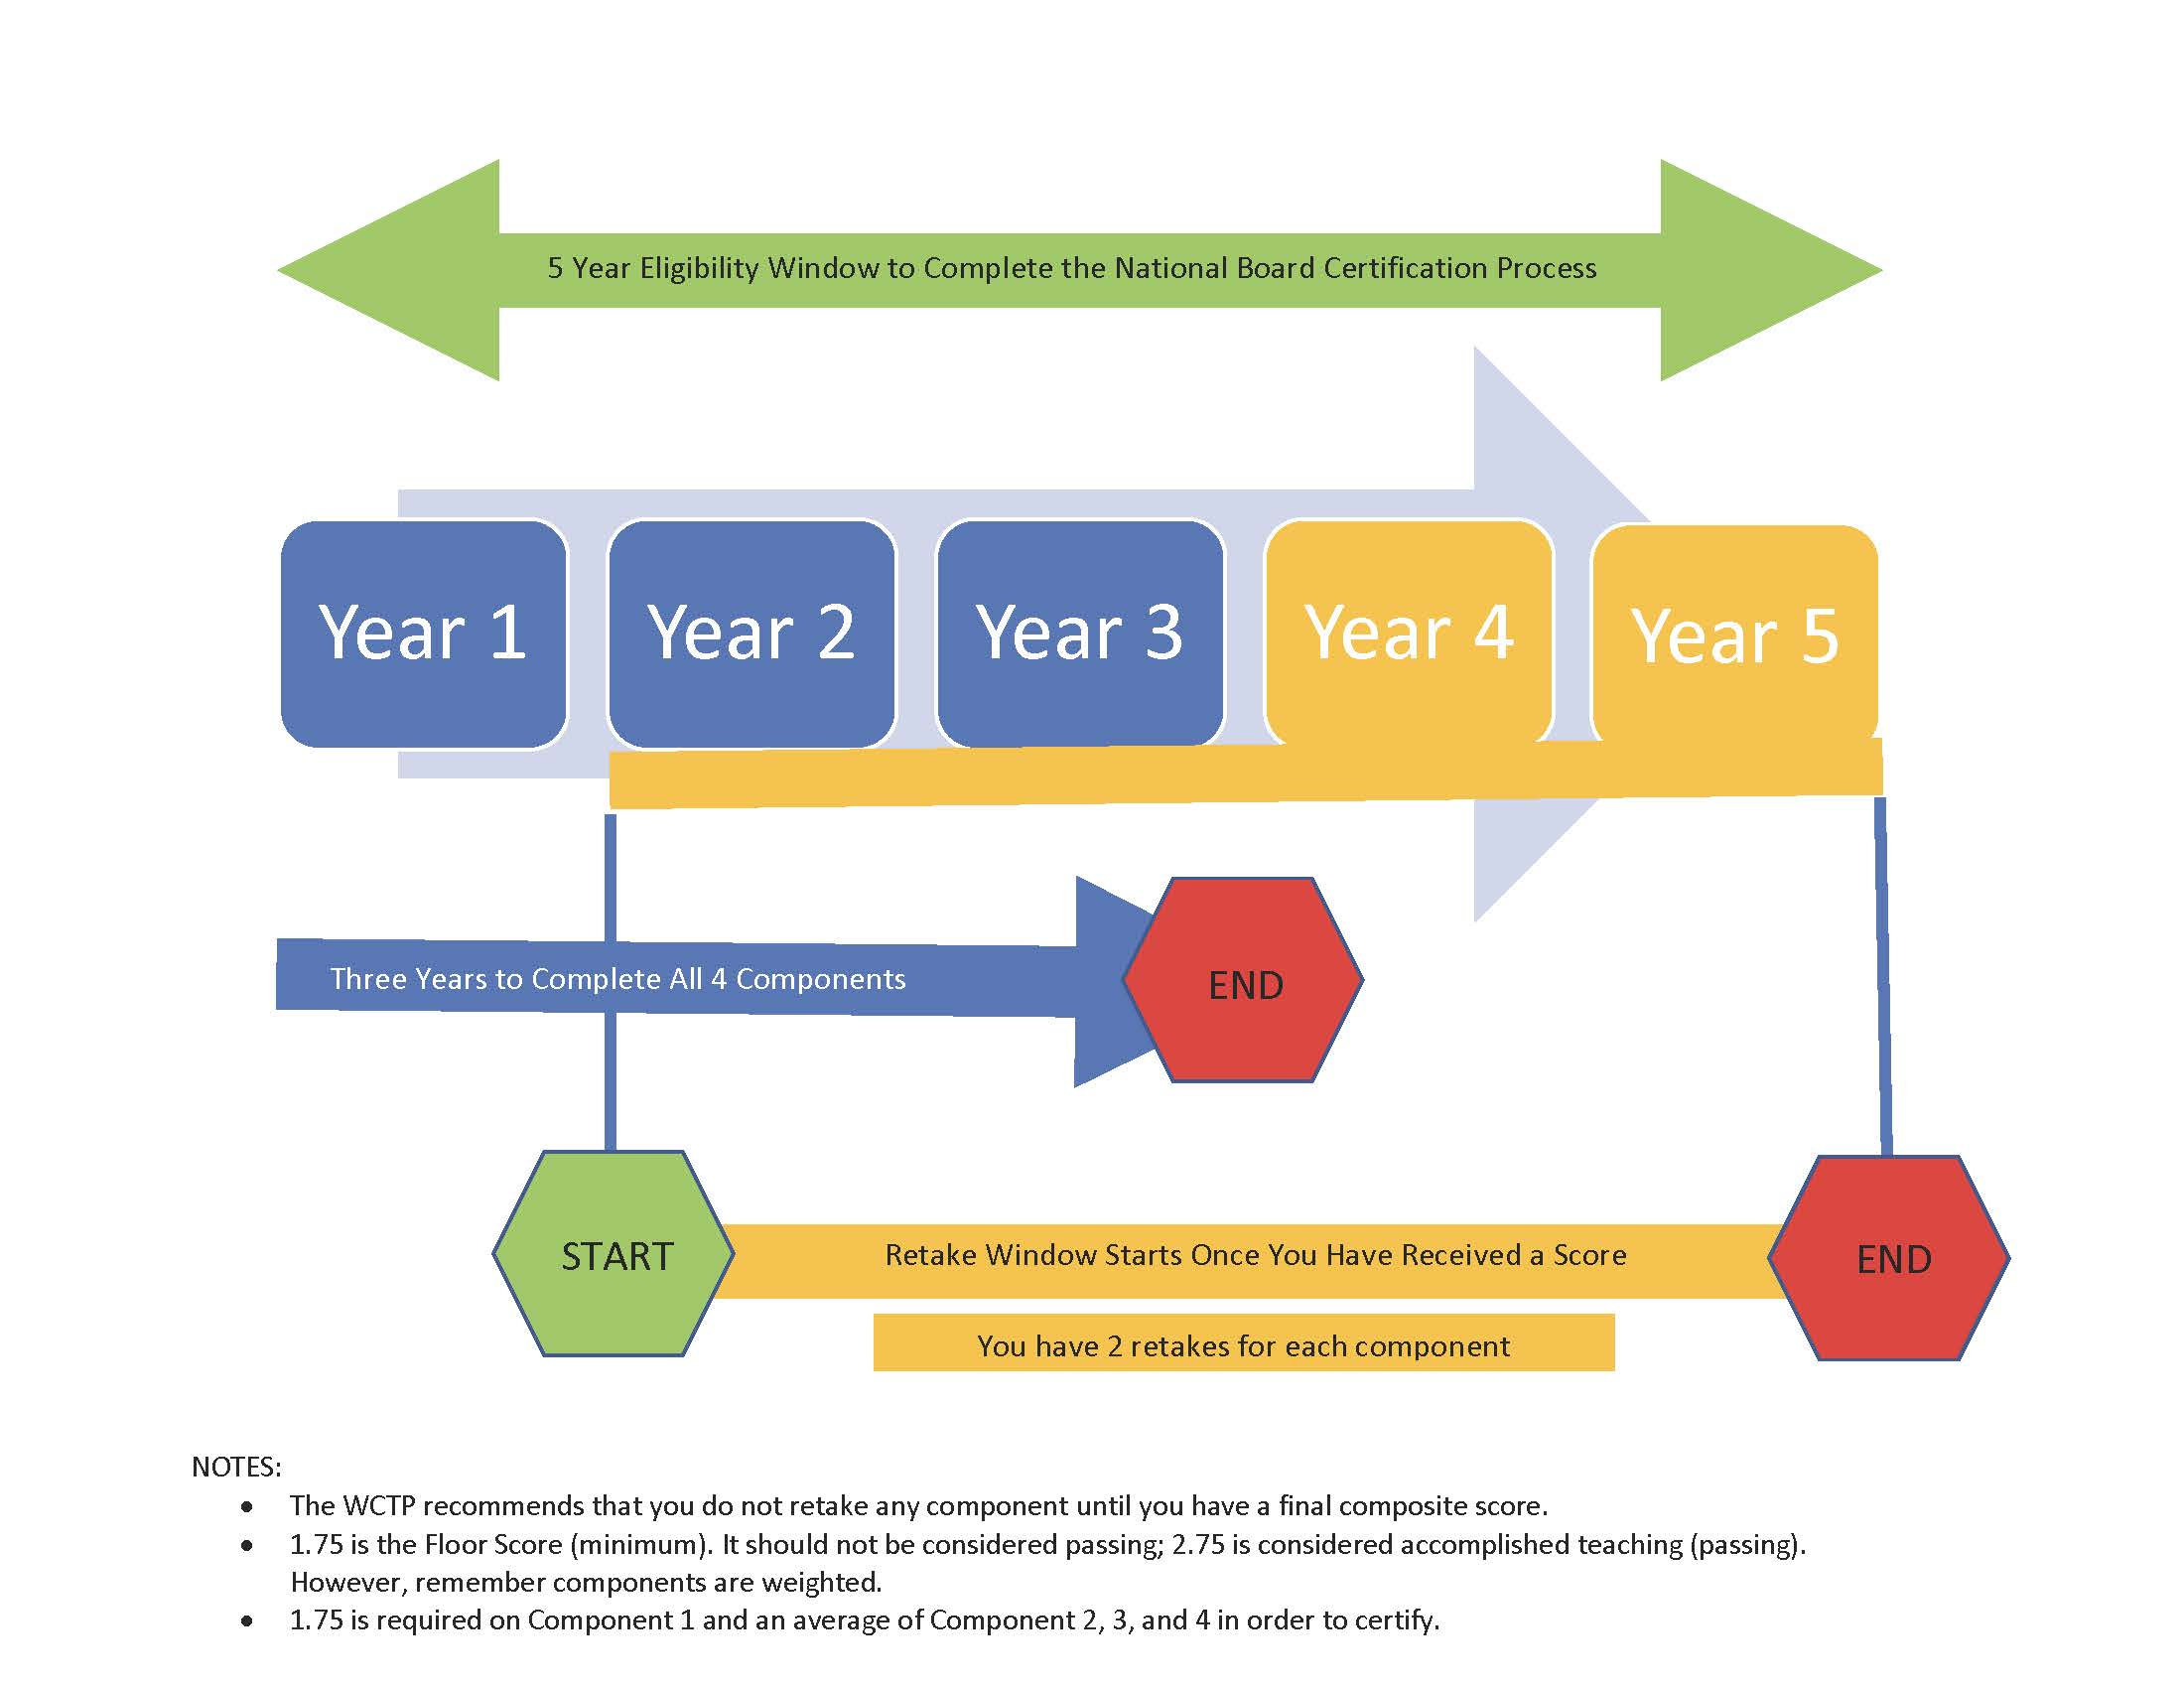 5 Year Eligibility Window to Complete the National Board Certification Process
Year 1
Year 2
Year 3
Year 4
Year 5
Three Years to Complete All 4 Components
END
START
Retake Window Starts Once You Have Received a Score
END
You have 2 retakes for each component
NOTES:
• The WCTP recommends that you do not retake any component until you have a final composite score.
• 1.75 is the Floor Score (minimum). It should not be considered passing; 2.75 is considered accomplished teaching (passing).
However, remember components are weighted.
• 1.75 is required on Component 1 and an average of Component 2, 3, and 4 in order to certify.